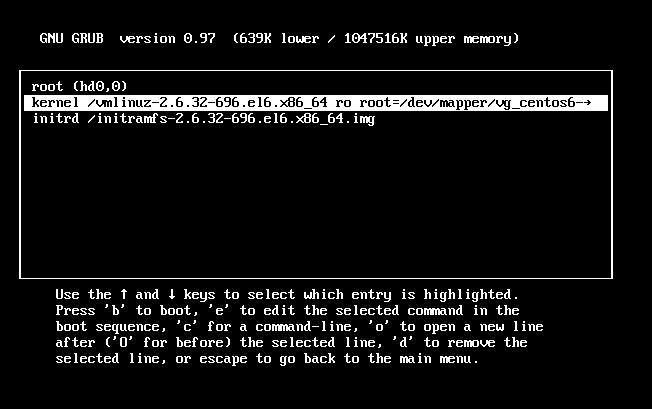 GNU GRUB  version 0.97  (639K lower / 1047516K upper memory)
root (hd0,0)
kernel /vmlinuz-2.6.32-696.el6.x86_64 ro root=/dev/mapper/vg_centos6-→
initrd /initramfs-2.6.32-696.el6.x86_64.img
Use the ↑ and ↓ keys to select which entry is highlighted.
Press 'b' to boot, 'e' to edit the selected command in the
boot sequence, 'c' for a command-line, 'o' to open a new line
after ('O' for before) the selected line, 'd' to remove the
selected line, or escape to go back to the main menu.